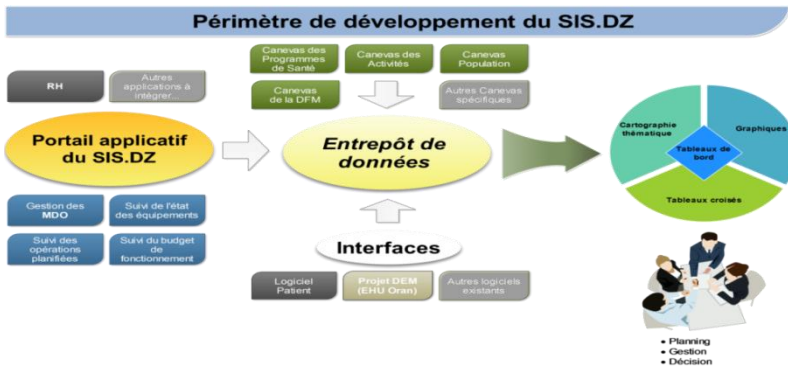 Périmètre de développement du SIS.DZ
RH
Autres
applications à
intégrer...
Canevas des
Programmes
de Santé
Canevas des
Activités
Canevas
Population
Canevas
de la DFM
Autres Canevas
spécifiques
Portail applicatif
du SIS.DZ
Entrepôt de
données
Cartographie
thématique
Graphiques
Tableaux de
bord
Tableaux croisés
Gestion des
MDO
Suivi de l'état
des équipements
Suivi des
opérations
planifiées
Suivi du budget
de
fonctionnement
Interfaces
Logiciel
Patient
Projet DEM
(EHU Oran)
Autres logiciels
existants
• Planning
• Gestion
• Décision